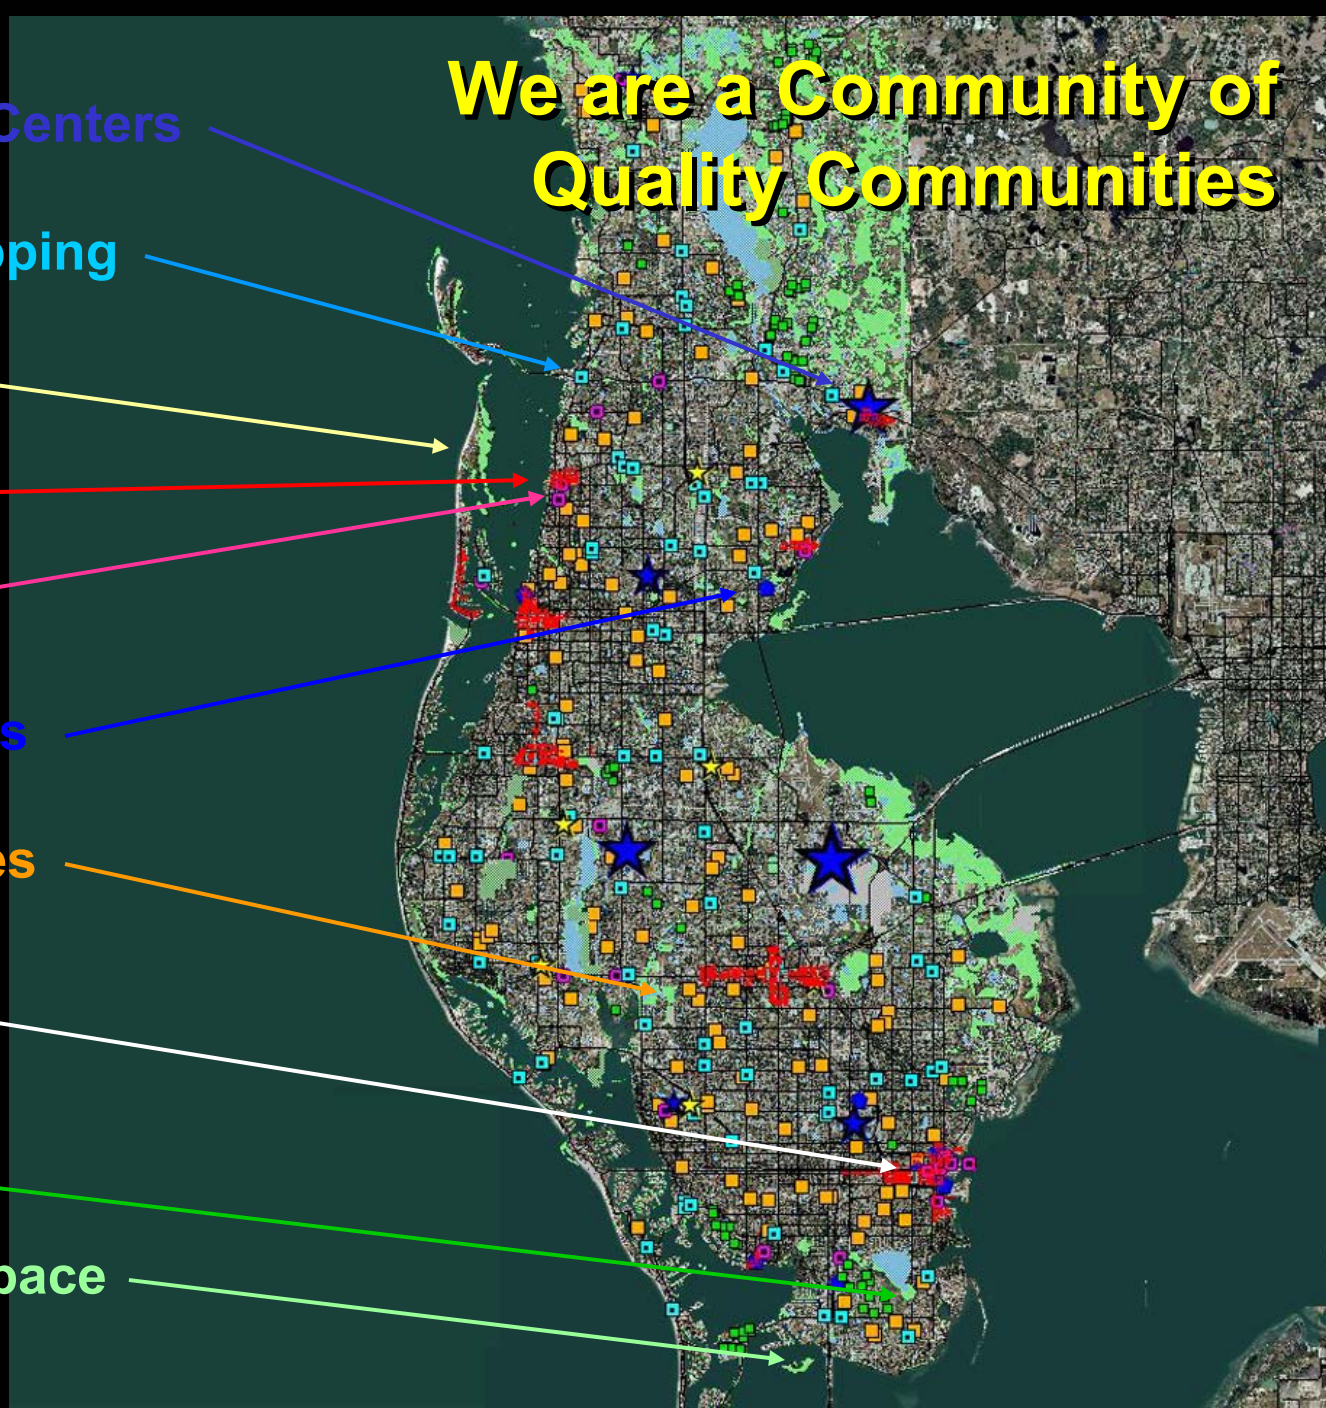 We are a Community of
Quality Communities
Centers
pping
s
es
pace